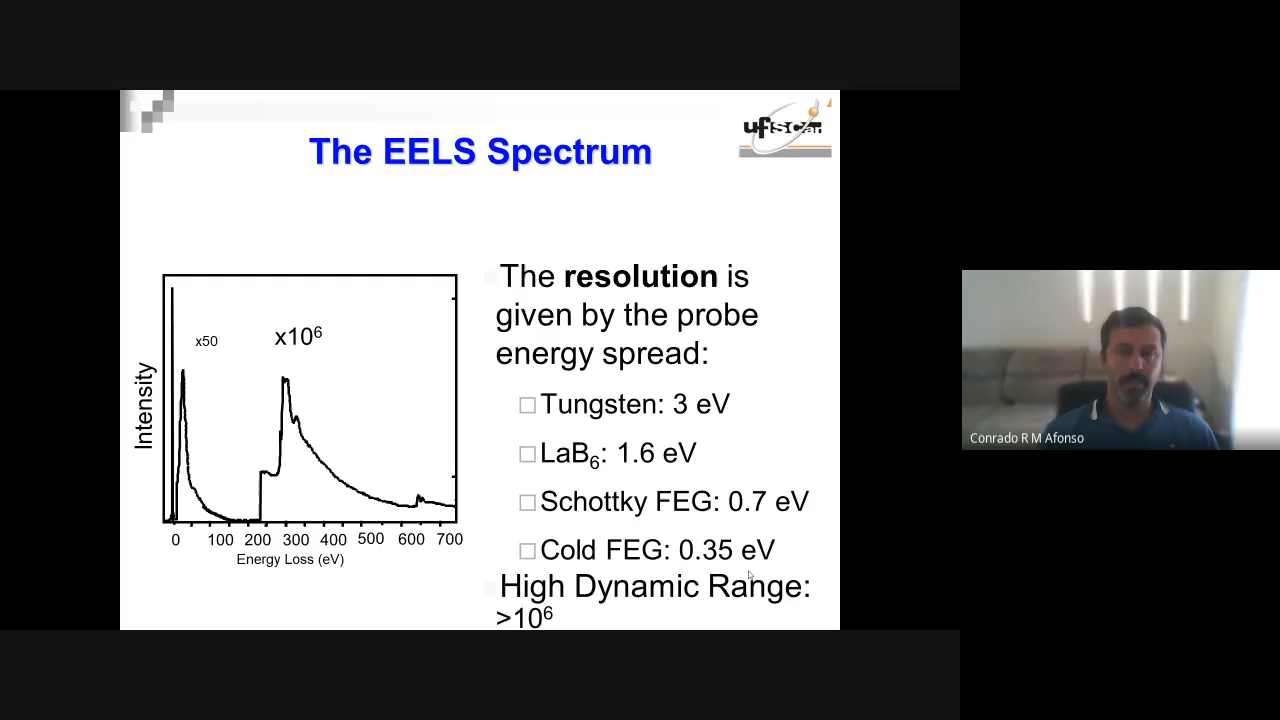 The EELS Spectrum
ufscar
The resolution is
given by the probe
energy spread:
Tungsten: 3 eV
LaB₆: 1.6 eV
Schottky FEG: 0.7 eV
Cold FEG: 0.35 eV
High Dynamic Range:
>10⁶
x50
x10⁶
Intensity
0 100 200 300 400 500 600 700
Energy Loss (eV)
Conrado R M Afonso